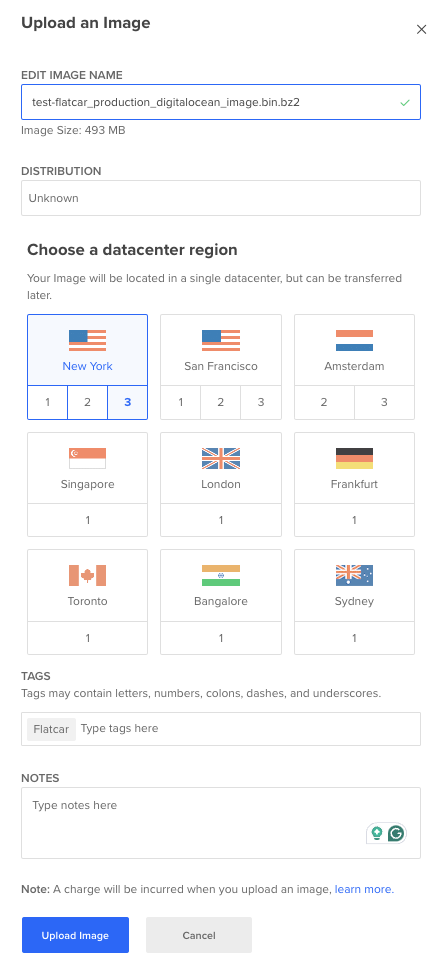 Upload an Image
EDIT IMAGE NAME
test-flatcar_production_digitalocean_image.bin.bz2
Image Size: 493 MB
DISTRIBUTION
Unknown
Choose a datacenter region
Your Image will be located in a single datacenter, but can be transferred
later.
New York
San Francisco
Amsterdam
1 2 3
1 2 3
2 3
Singapore
London
Frankfurt
1
1
1
Toronto
Bangalore
Sydney
1
1
1
TAGS
Tags may contain letters, numbers, colons, dashes, and underscores.
Flatcar Type tags here
NOTES
Type notes here
Note: A charge will be incurred when you upload an image, learn more.
Upload Image
Cancel